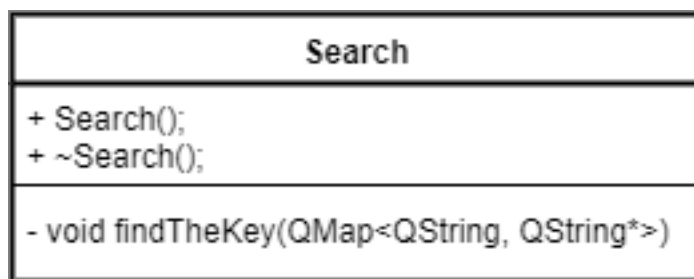 Search
+ Search();
+ ~Search();
- void findTheKey(QMap<QString, QString*>)